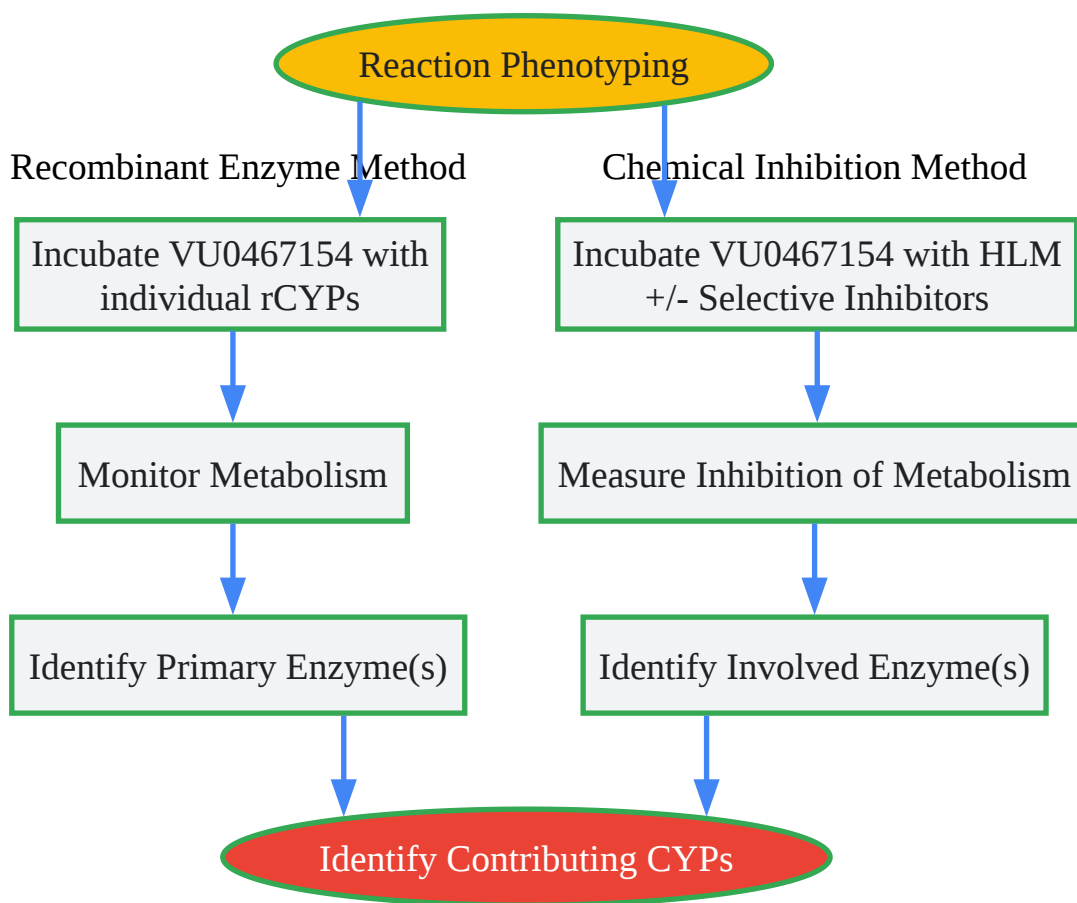 Reaction Phenotyping
Recombinant Enzyme Method
Chemical Inhibition Method
Incubate VU0467154 with
individual rCYPs
Incubate VU0467154 with HLM
+/- Selective Inhibitors
Monitor Metabolism
Measure Inhibition of Metabolism
Identify Primary Enzyme(s)
Identify Involved Enzyme(s)
Identify Contributing CYPs